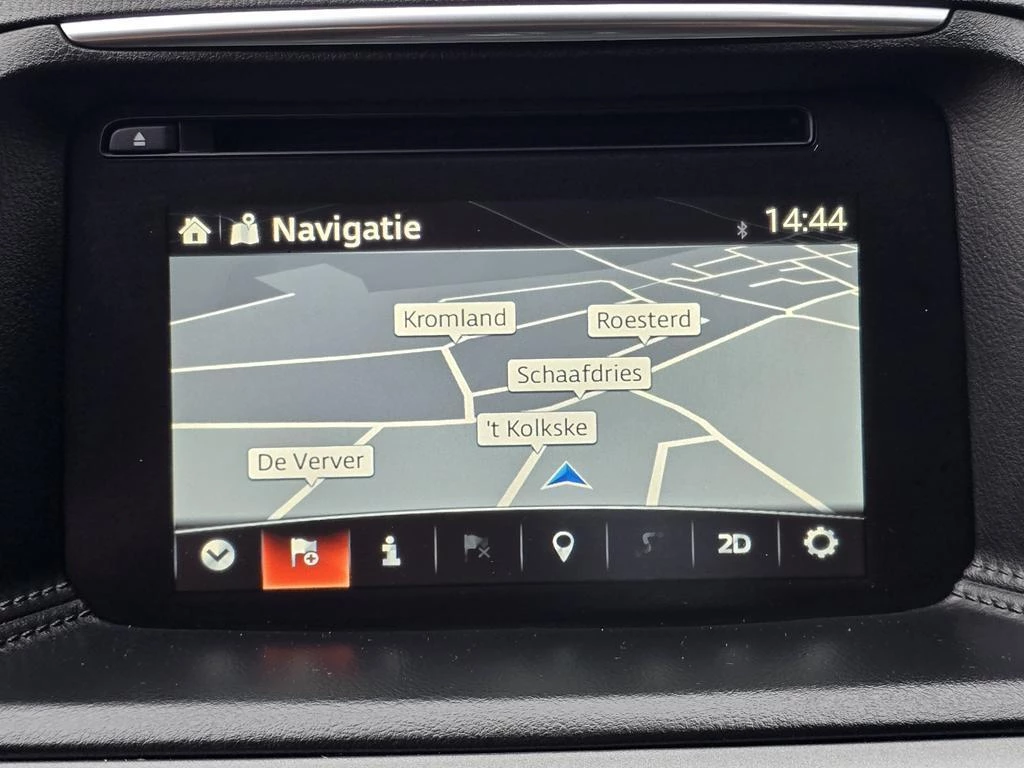 Navigatie
14:44
Kromland
Roesterd
Schaafdries
't Kolkske
De Verver
2D